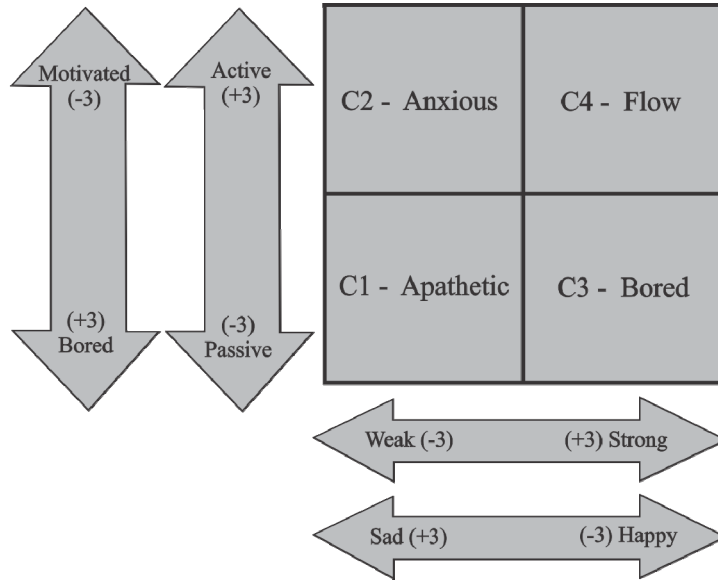 Motivated
(-3)
Active
(+3)
C2 - Anxious
C4 - Flow
(+3)
Bored
(-3)
Passive
C1 - Apathetic
C3 - Bored
Weak (-3)
(+3) Strong
Sad (+3)
(-3) Happy